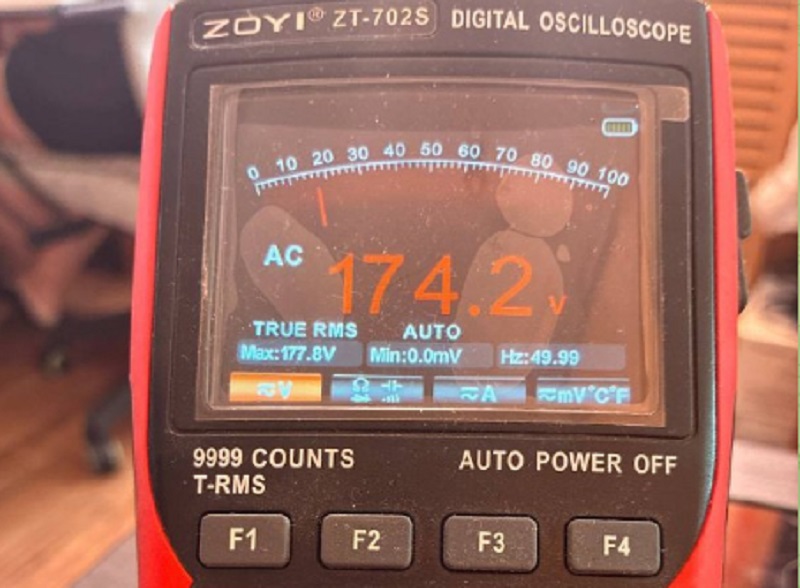 ZOYI® ZT-702S DIGITAL OSCILLOSCOPE
0 10 20 30 40 50 60 70 80 90 100
AC 174.2 V
TRUE RMS AUTO
Max:177.8V Min:0.0mV Hz:49.99
≂V Ω ≂A ≂mV°C°F
9999 COUNTS AUTO POWER OFF
T-RMS
F1 F2 F3 F4